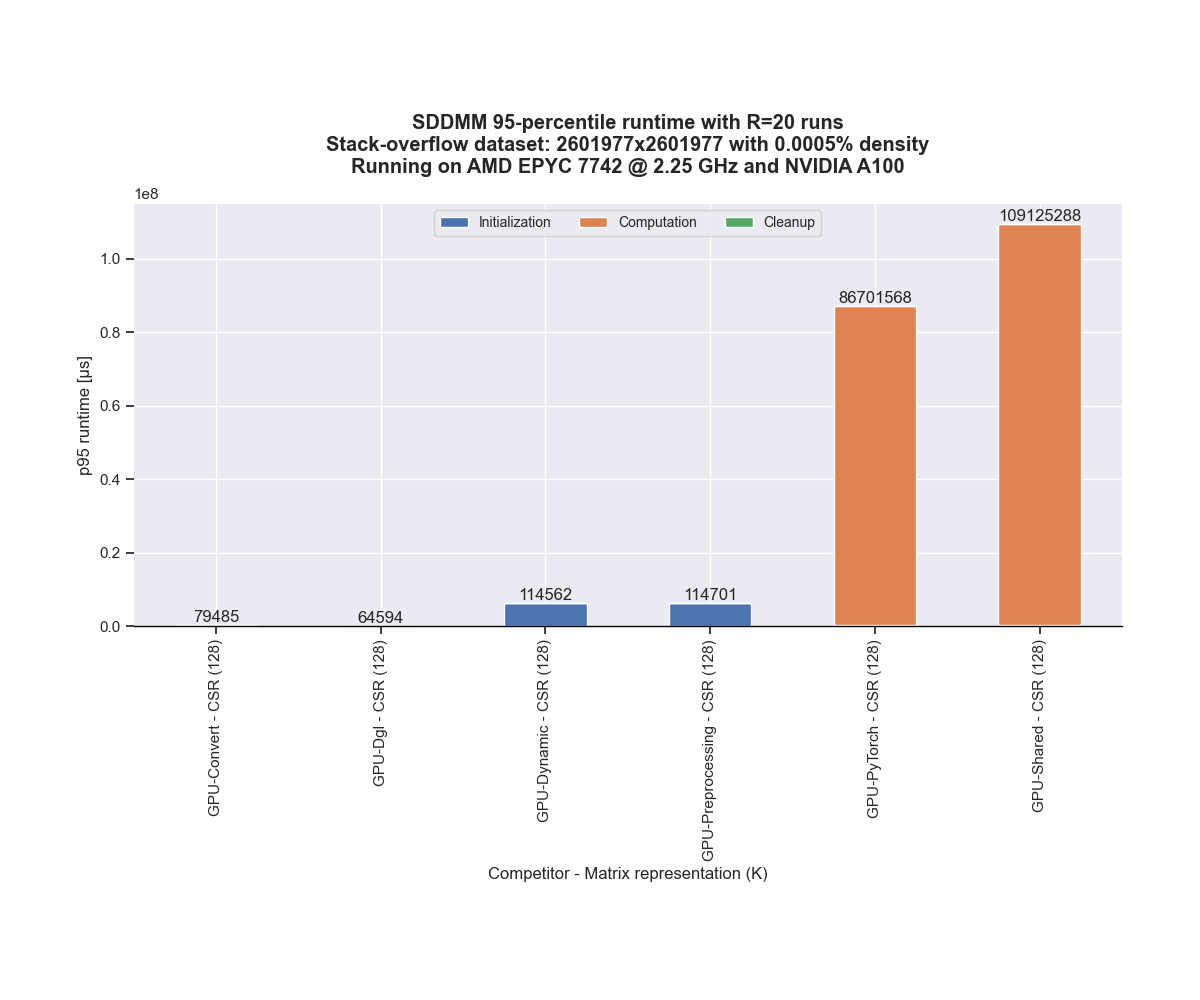 SDDMM 95-percentile runtime with R=20 runs
Stack-overflow dataset: 2601977x2601977 with 0.0005% density
Running on AMD EPYC 7742 @ 2.25 GHz and NVIDIA A100
1e8
Initialization
Computation
Cleanup
109125288
86701568
114562
114701
79485
64594
1.0
0.8
0.6
0.4
0.2
0.0
p95 runtime [µs]
GPU-Convert - CSR (128)
GPU-Dgl - CSR (128)
GPU-Dynamic - CSR (128)
GPU-Preprocessing - CSR (128)
GPU-PyTorch - CSR (128)
GPU-Shared - CSR (128)
Competitor - Matrix representation (K)